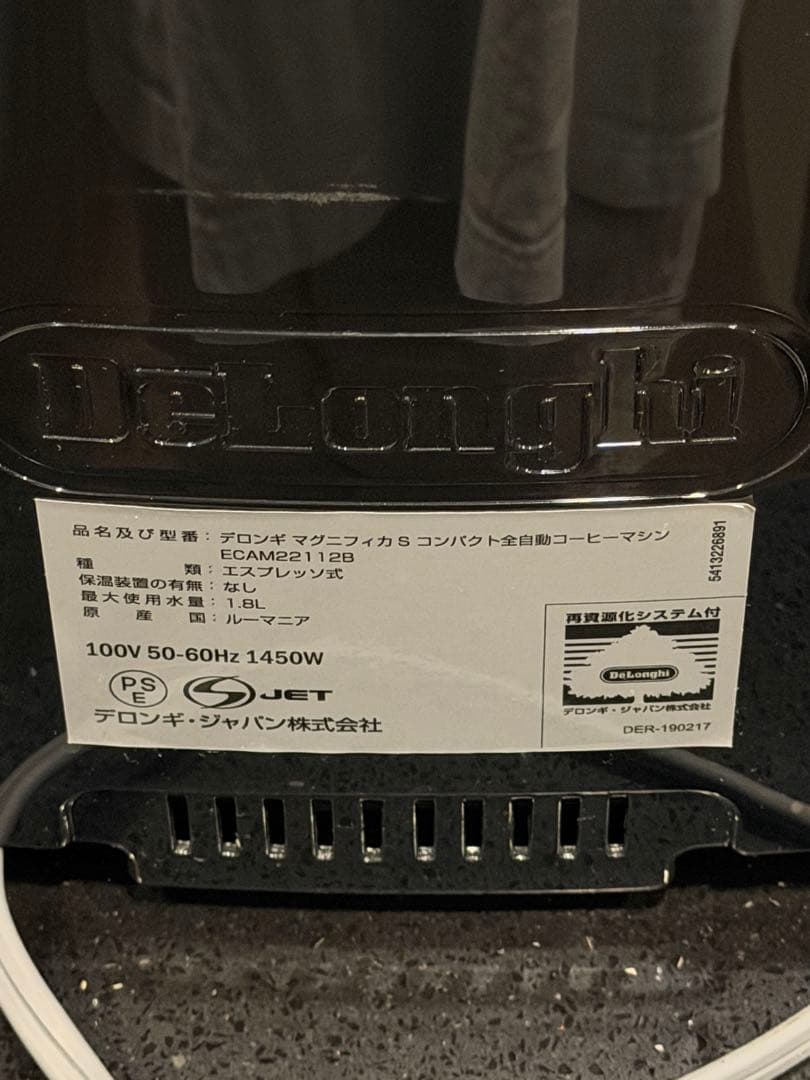 DeLonghi
品名及び型番：デロンギ マグニフィカ S コンパクト全自動コーヒーマシン
ECAM22112B
種類：エスプレッソ式
保温装置の有無：なし
最大使用水量：1.8L
原産国：ルーマニア
100V 50-60Hz 1450W
PSE
JET
デロンギ・ジャパン株式会社
5413226891
再資源化システム付
DeLonghi
デロンギ・ジャパン株式会社
DER-190217